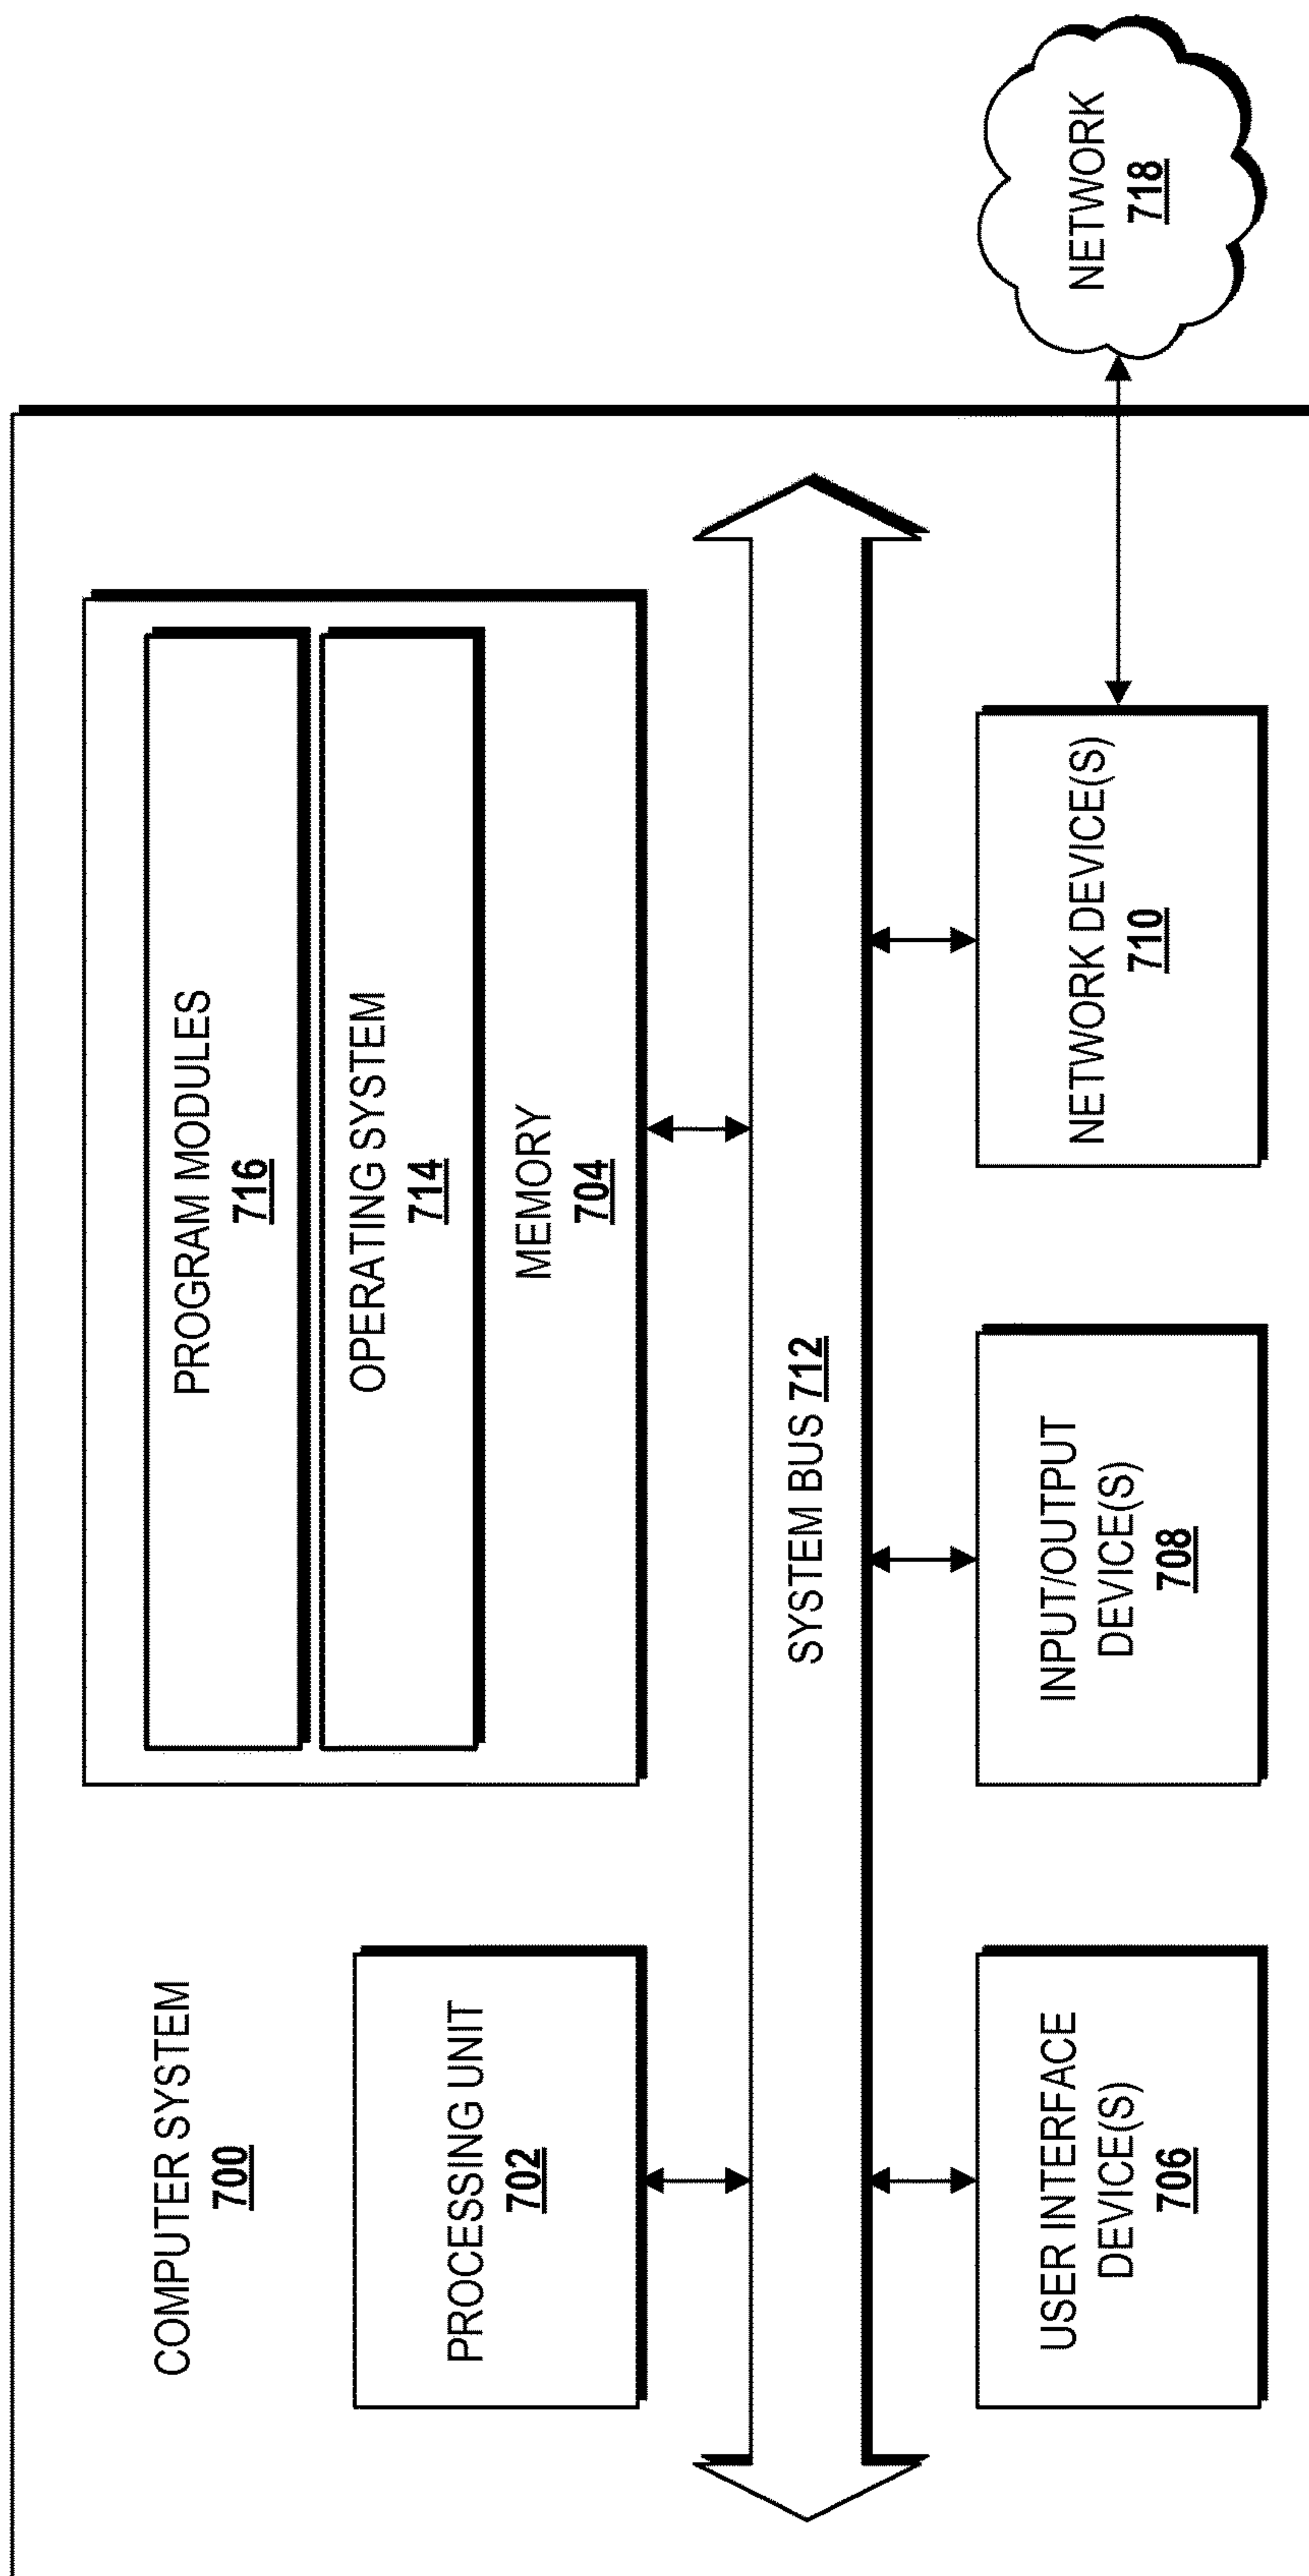 COMPUTER SYSTEM
700
PROCESSING UNIT
702
PROGRAM MODULES
716
OPERATING SYSTEM
714
MEMORY
704
SYSTEM BUS 712
USER INTERFACE
DEVICE(S)
706
INPUT/OUTPUT
DEVICE(S)
708
NETWORK DEVICE(S)
710
NETWORK
718